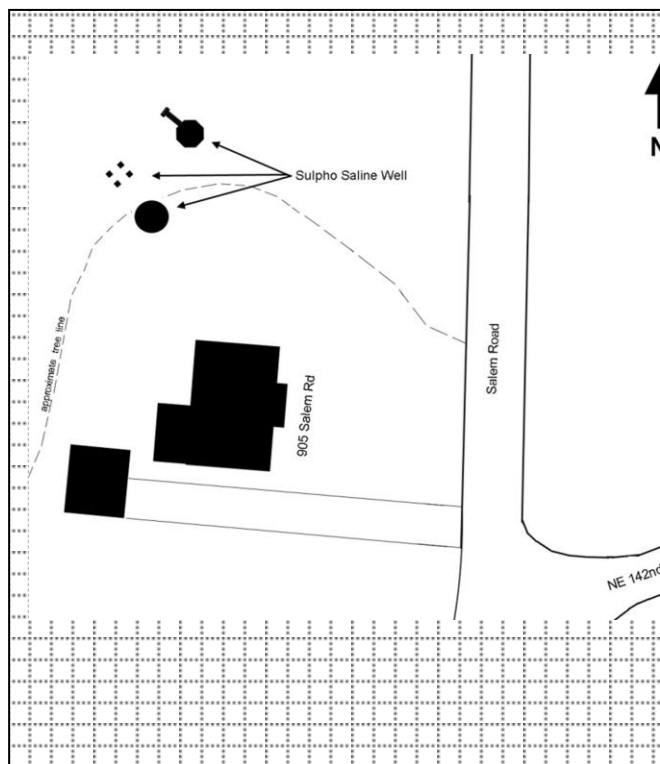 N
Sulpho Saline Well
approximate tree line
Salem Road
905 Salem Rd
NE 142nd